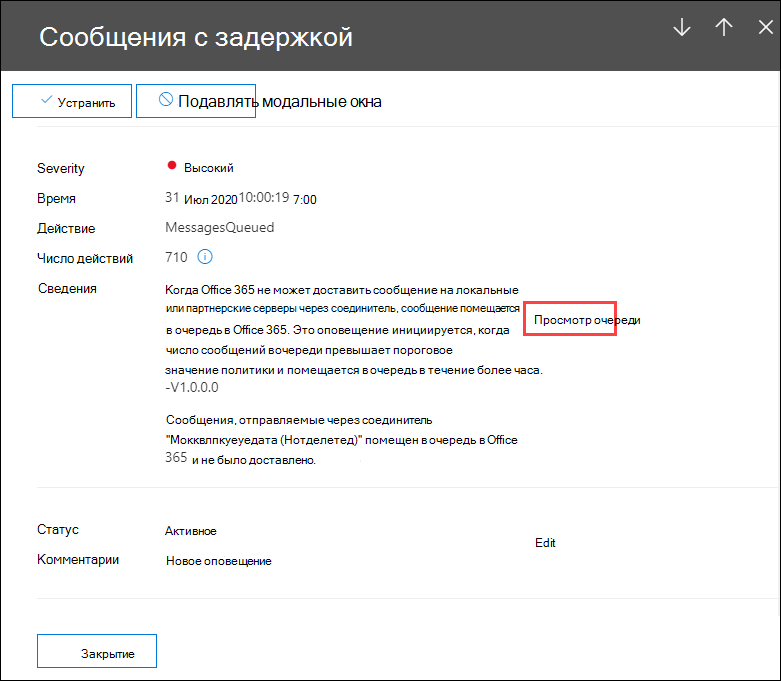 Сообщения с задержкой
Устранить
Подавлять модальные окна
Severity Высокий
Время 31 Июл 2020 10:00:19 7:00
Действие MessagesQueued
Число действий 710
Сведения Когда Office 365 не может доставить сообщение на локальные
или партнерские серверы через соединитель, сообщение помещается
Просмотр очереди
в очередь в Office 365. Это оповещение инициируется, когда
число сообщений вочереди превышает пороговое
значение политики и помещается в очередь в течение более часа.
-V1.0.0.0
Сообщения, отправляемые через соединитель
"Мокквлпкуеуедата (Нотделетед)" помещен в очередь в Office
365 и не было доставлено.
Статус Активное
Edit
Комментарии Новое оповещение
Закрытие